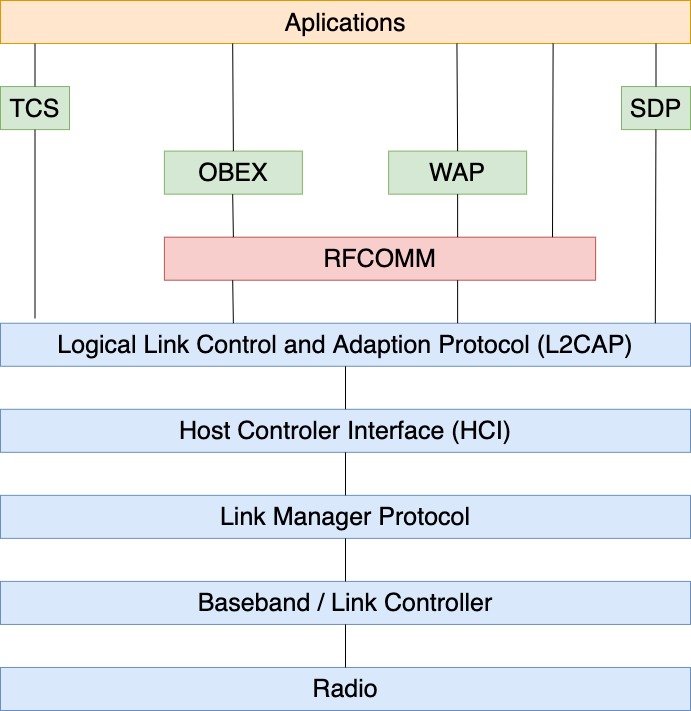 Aplications
TCS
SDP
OBEX
WAP
RFCOMM
Logical Link Control and Adaption Protocol (L2CAP)
Host Controler Interface (HCI)
Link Manager Protocol
Baseband / Link Controller
Radio